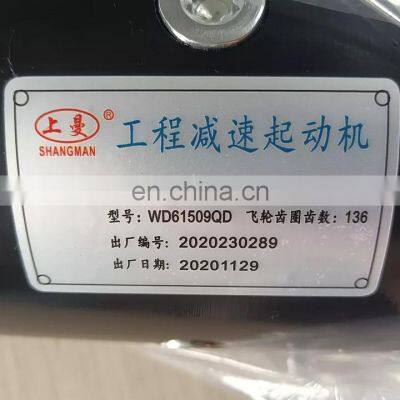 上曼®
SHANGMAN
工程减速起动机
en.china.cn
型号: WD61509QD 飞轮齿圈齿数: 136
出厂编号: 2020230289
出厂日期: 20201129